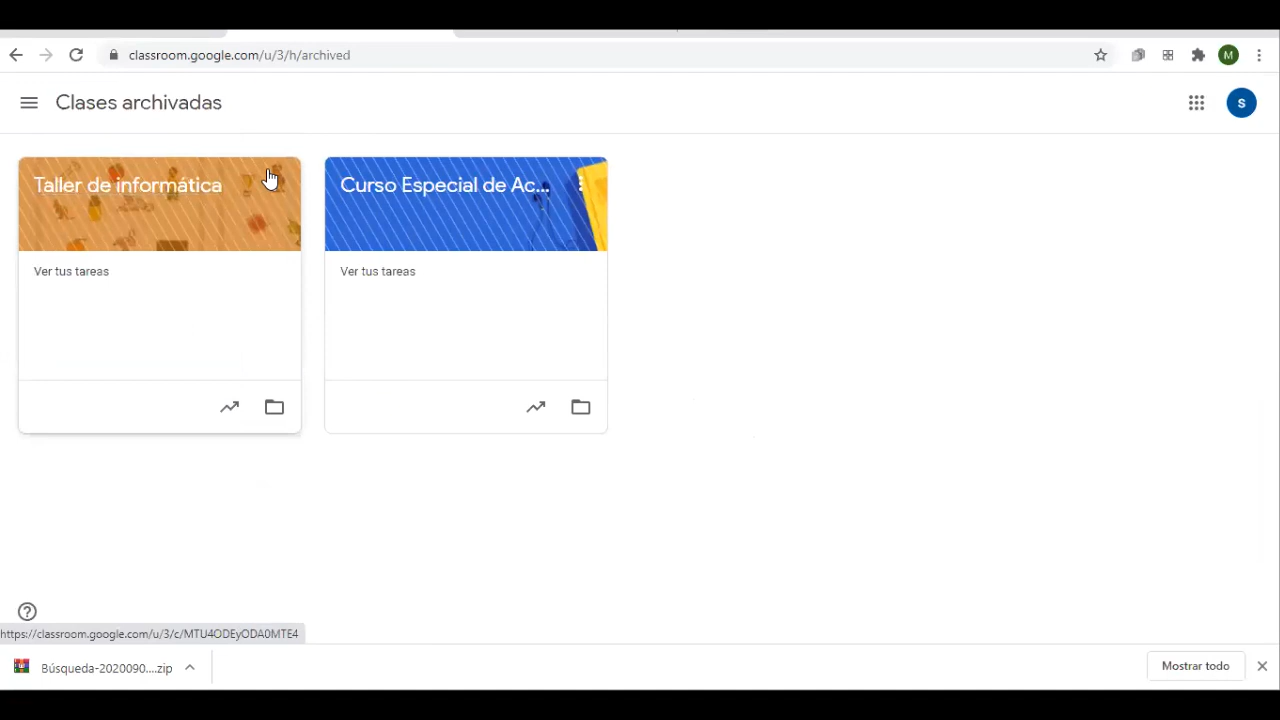 classroom.google.com/u/3/h/archived
M
Clases archivadas
s
Taller de informática
Curso Especial de Ac...
Ver tus tareas
Ver tus tareas
https://classroom.google.com/u/3/c/MTU4ODEyODA0MTE4
Búsqueda-2020090....zip
Mostrar todo